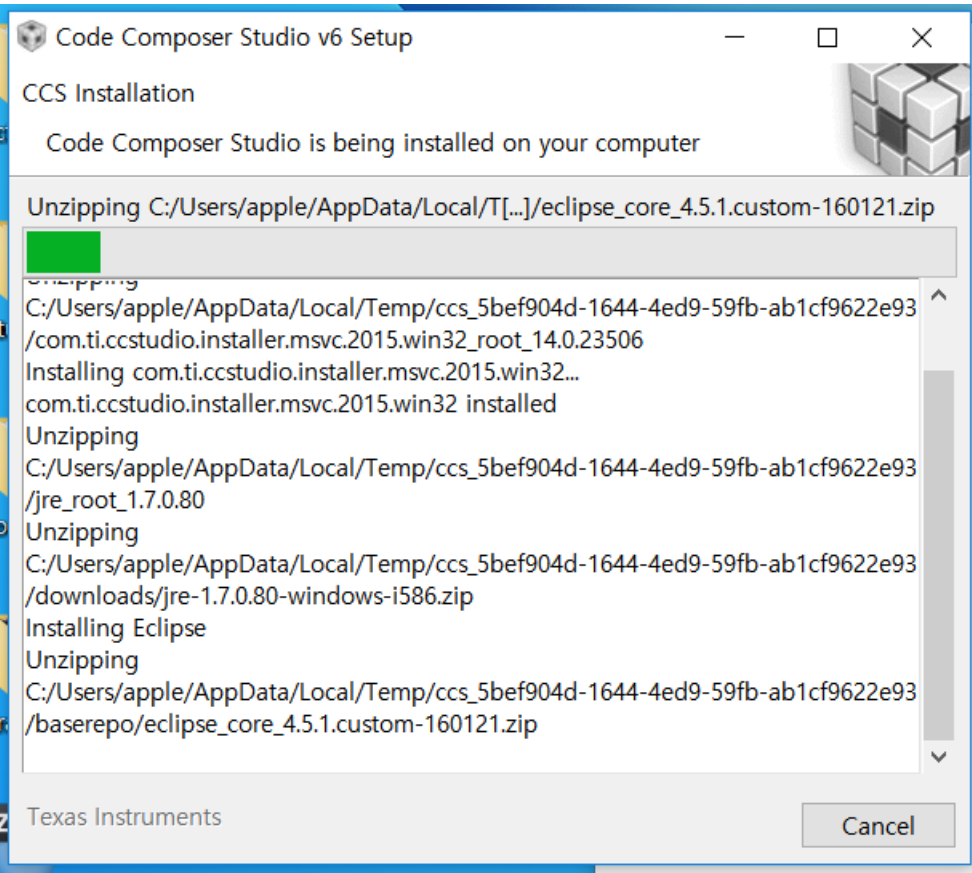 Code Composer Studio v6 Setup
CCS Installation
Code Composer Studio is being installed on your computer
Unzipping C:/Users/apple/AppData/Local/T[...]/eclipse_core_4.5.1.custom-160121.zip
Unzipping
C:/Users/apple/AppData/Local/Temp/ccs_5bef904d-1644-4ed9-59fb-ab1cf9622e93
/com.ti.ccstudio.installer.msvc.2015.win32_root_14.0.23506
Installing com.ti.ccstudio.installer.msvc.2015.win32...
com.ti.ccstudio.installer.msvc.2015.win32 installed
Unzipping
C:/Users/apple/AppData/Local/Temp/ccs_5bef904d-1644-4ed9-59fb-ab1cf9622e93
/jre_root_1.7.0.80
Unzipping
C:/Users/apple/AppData/Local/Temp/ccs_5bef904d-1644-4ed9-59fb-ab1cf9622e93
/downloads/jre-1.7.0.80-windows-i586.zip
Installing Eclipse
Unzipping
C:/Users/apple/AppData/Local/Temp/ccs_5bef904d-1644-4ed9-59fb-ab1cf9622e93
/baserepo/eclipse_core_4.5.1.custom-160121.zip
Texas Instruments
Cancel